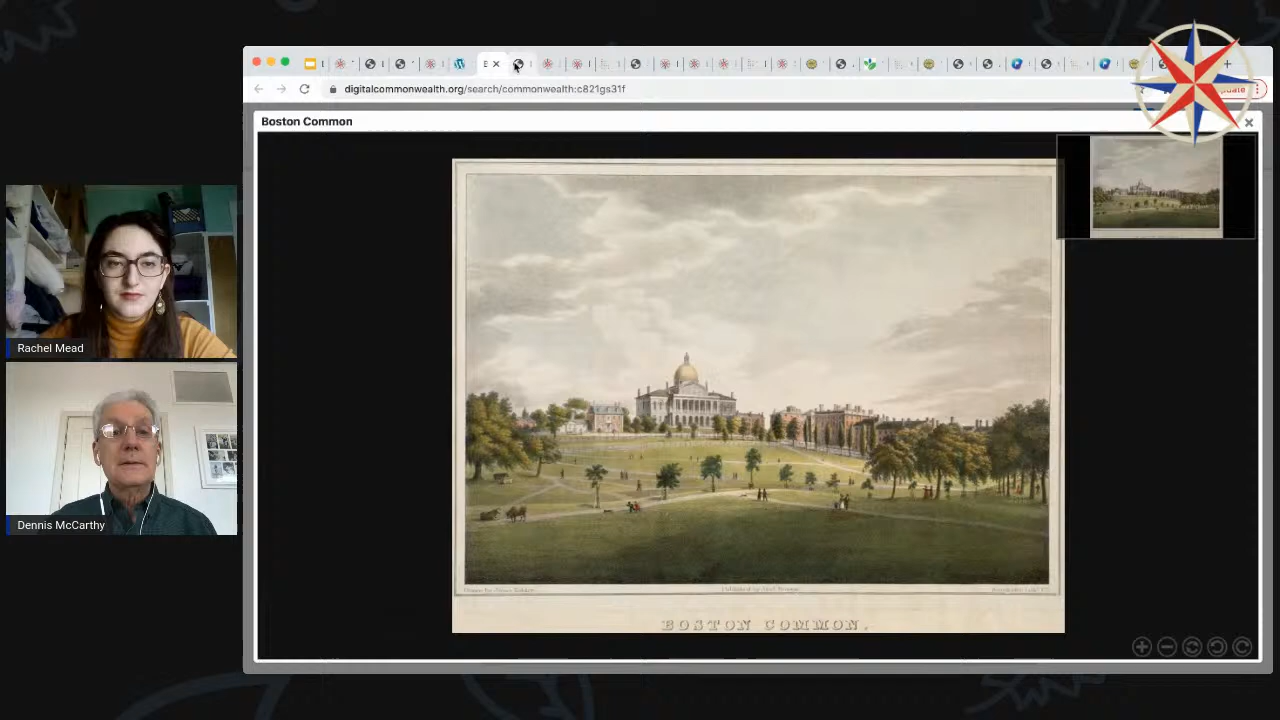 digitalcommonwealth.org/search/commonwealth:c821gs31f
Boston Common
Rachel Mead
Dennis McCarthy
BOSTON COMMON.